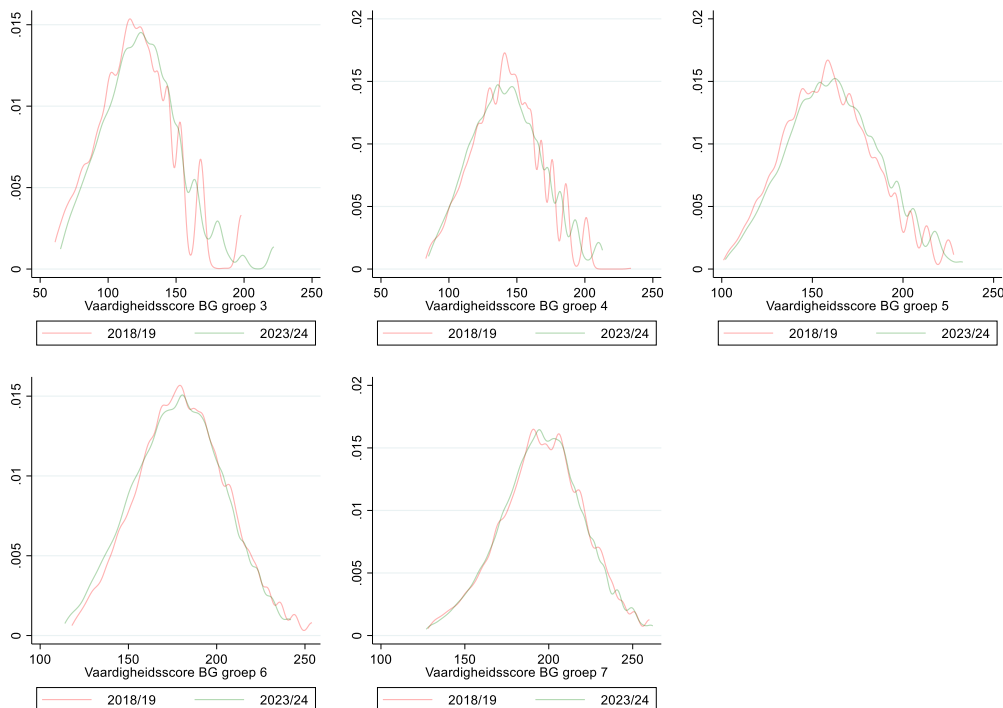 .015
.01
.005
0
50 100 150 200 250
Vaardigheidsscore BG groep 3
2018/19 2023/24
.02
.015
.01
.005
0
50 100 150 200 250
Vaardigheidsscore BG groep 4
2018/19 2023/24
.02
.015
.01
.005
0
100 150 200 250
Vaardigheidsscore BG groep 5
2018/19 2023/24
.015
.01
.005
0
100 150 200 250
Vaardigheidsscore BG groep 6
2018/19 2023/24
.02
.015
.01
.005
0
100 150 200 250
Vaardigheidsscore BG groep 7
2018/19 2023/24